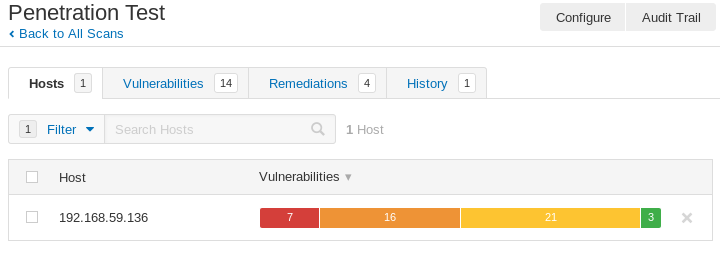 Penetration Test
Back to All Scans
Configure
Audit Trail
Hosts 1
Vulnerabilities 14
Remediations 4
History 1
1 Filter
Search Hosts
1 Host
Host
Vulnerabilities
192.168.59.136
7
16
21
3